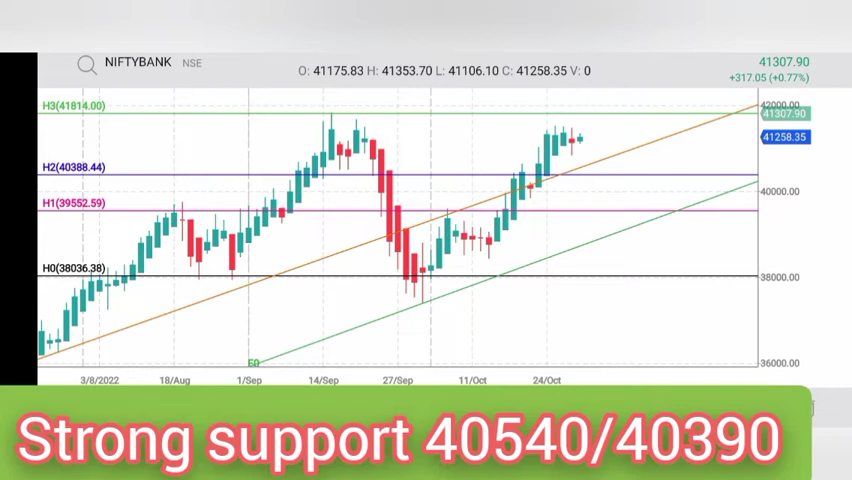 NIFTYBANK NSE
O: 41175.83 H: 41353.70 L: 41106.10 C: 41258.35 V: 0
41307.90
+317.05 (+0.77%)
H3(41814.00)
42000.00
41307.90
41258.35
H2(40388.44)
40000.00
H1(39552.59)
H0(38036.38)
38000.00
E0
36000.00
3/8/2022 18/Aug 1/Sep 14/Sep 27/Sep 11/Oct 24/Oct
Strong support 40540/40390